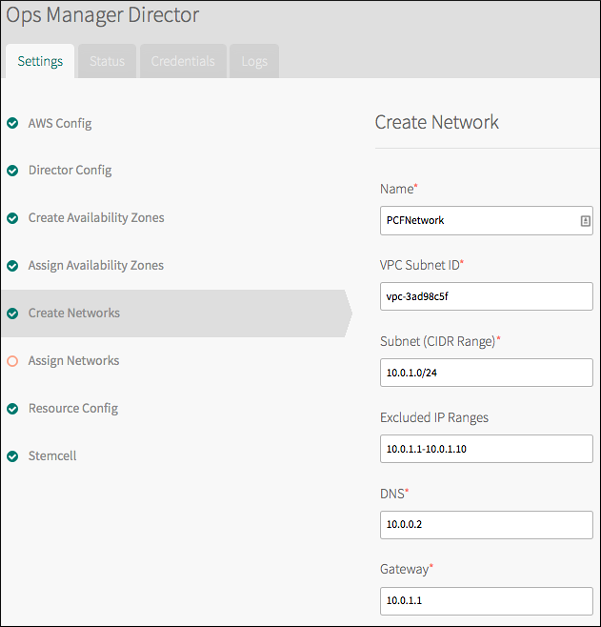 Ops Manager Director
Settings Status Credentials Logs
AWS Config
Director Config
Create Availability Zones
Assign Availability Zones
Create Networks
Assign Networks
Resource Config
Stemcell
Create Network
Name*
PCFNetwork
VPC Subnet ID*
vpc-3ad98c5f
Subnet (CIDR Range)*
10.0.1.0/24
Excluded IP Ranges
10.0.1.1-10.0.1.10
DNS*
10.0.0.2
Gateway*
10.0.1.1